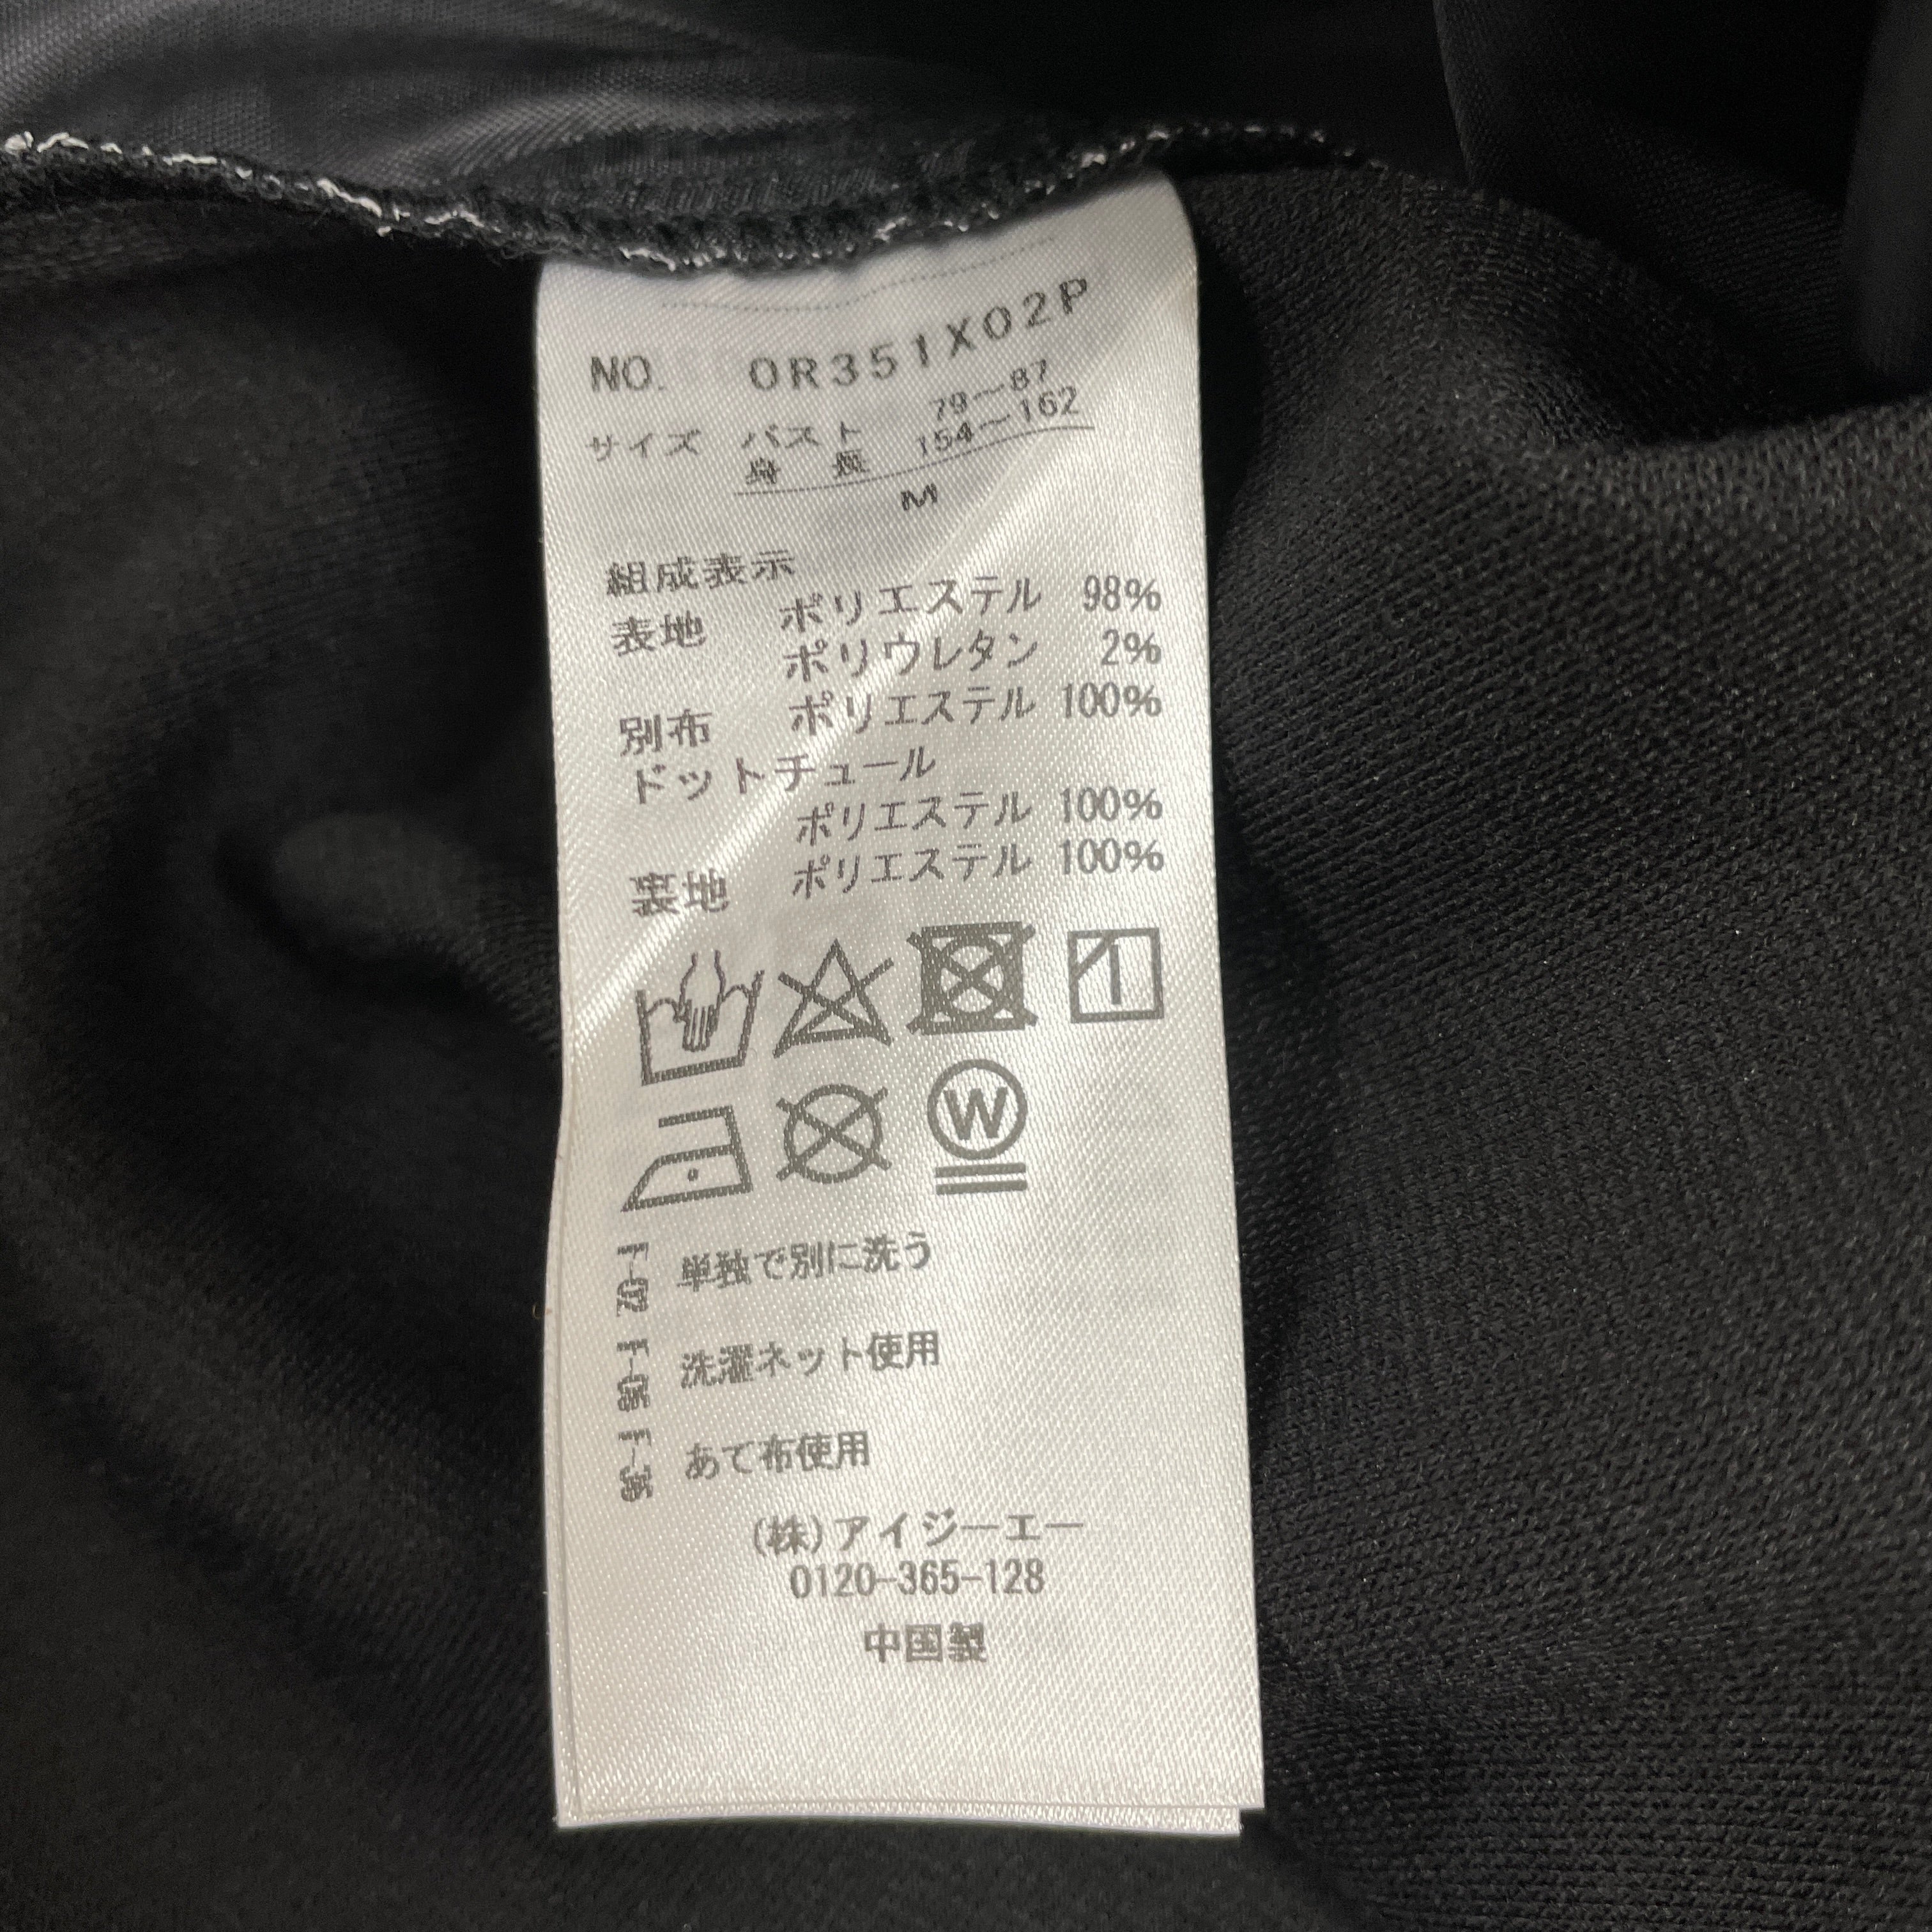 NO. 0R351X02P
サイズ バスト 79～87
身長 154～162
M
組成表示
表地 ポリエステル 98%
ポリウレタン 2%
別布 ポリエステル 100%
ドットチュール
ポリエステル 100%
裏地 ポリエステル 100%
1
W
F-02 単独で別に洗う
F-06 洗濯ネット使用
F-36 あて布使用
(株)アイジーエー
0120-365-128
中国製